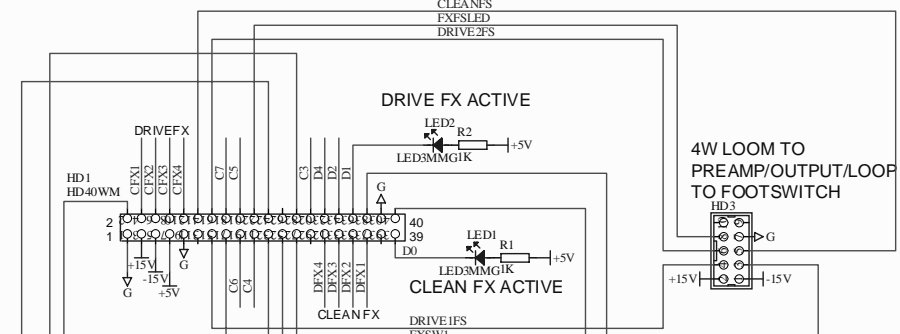 CLEANFS
FXFSLED
DRIVE2FS
DRIVE FX ACTIVE
DRIVEFX
LED2
R2
+5V
LED3MMG
1K
CFX1
CFX2
CFX3
CFX4
C7
C5
C3
D4
D2
D1
4W LOOM TO
PREAMP/OUTPUT/LOOP
TO FOOTSWITCH
HD1
HD40WM
G
HD3
2
40
1
39
G
D0
LED1
R1
+5V
LED3MMG
1K
G
+15V
-15V
+5V
G
C6
C4
DFX4
DFX3
DFX2
DFX1
CLEAN FX ACTIVE
+15V
-15V
CLEANFX
DRIVE1FS